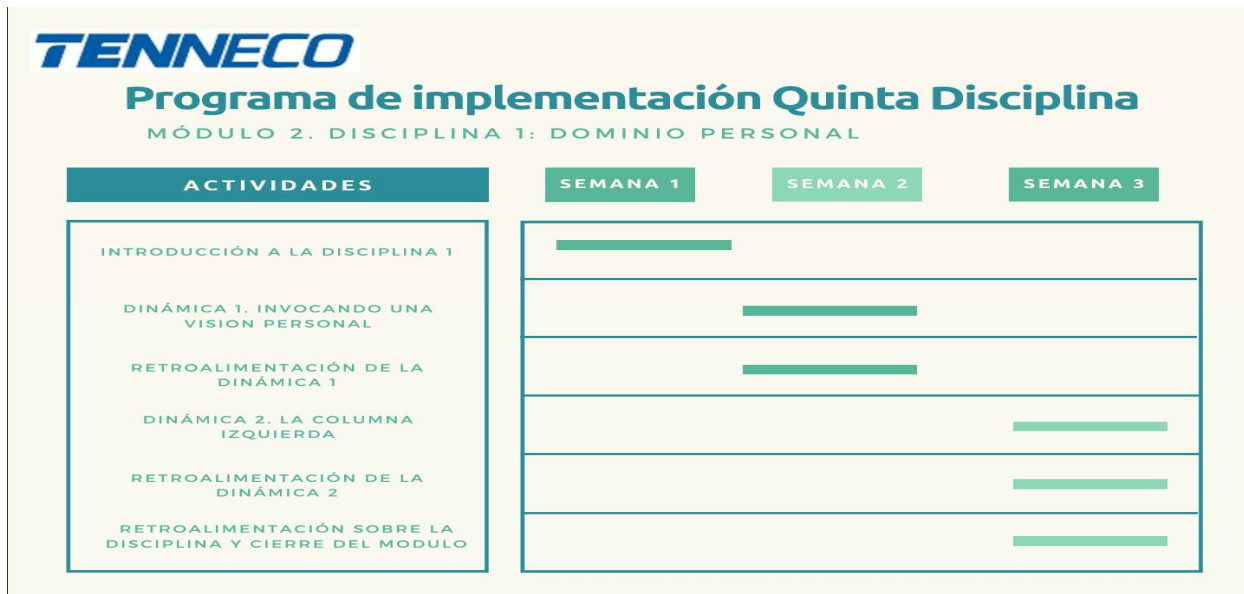 TENNECO
Programa de implementación Quinta Disciplina
MÓDULO 2. DISCIPLINA 1: DOMINIO PERSONAL
ACTIVIDADES
SEMANA 1
SEMANA 2
SEMANA 3
INTRODUCCIÓN A LA DISCIPLINA 1
DINÁMICA 1. INVOCANDO UNA
VISION PERSONAL
RETROALIMENTACIÓN DE LA
DINÁMICA 1
DINÁMICA 2. LA COLUMNA
IZQUIERDA
RETROALIMENTACIÓN DE LA
DINÁMICA 2
RETROALIMENTACIÓN SOBRE LA
DISCIPLINA Y CIERRE DEL MODULO